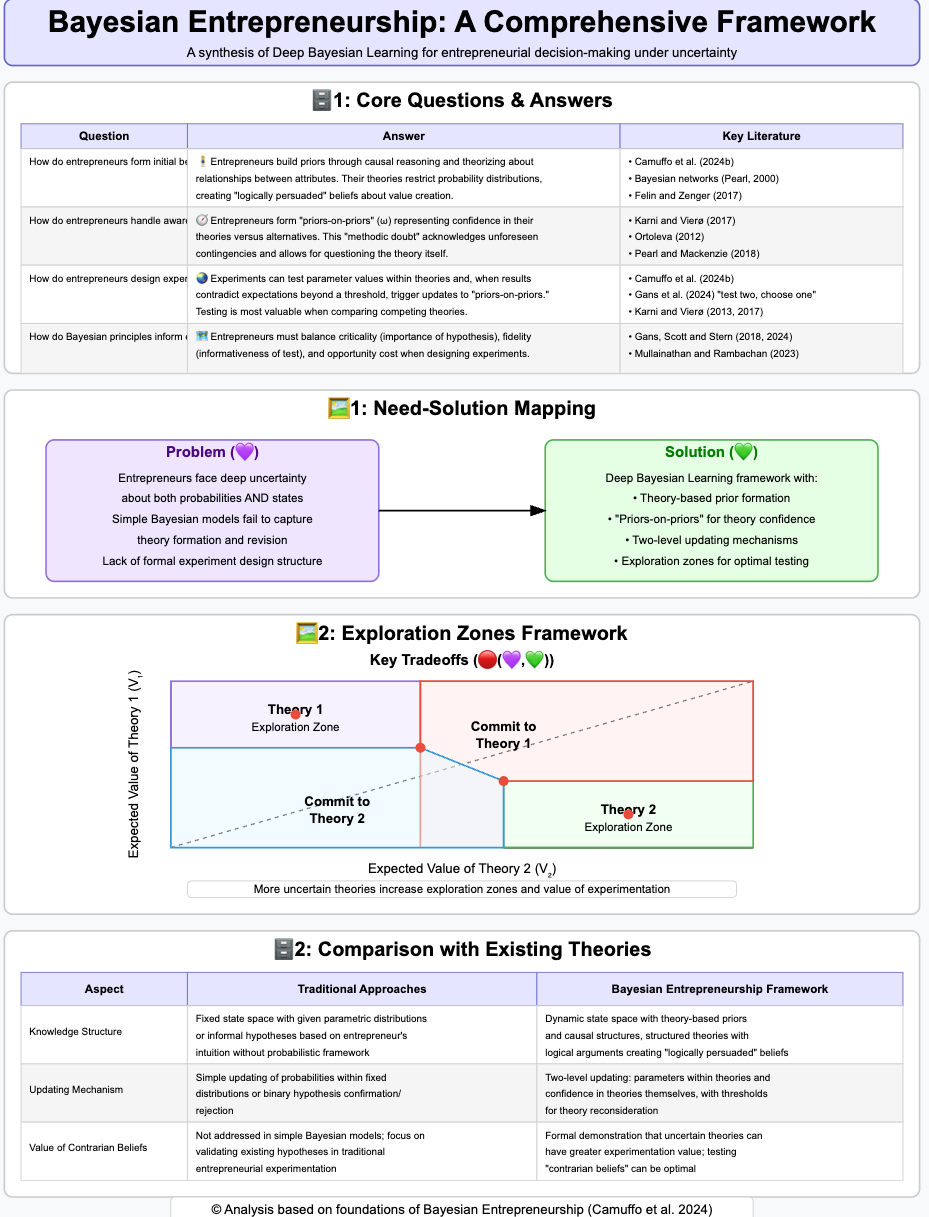 Bayesian Entrepreneurship: A Comprehensive Framework
A synthesis of Deep Bayesian Learning for entrepreneurial decision-making under uncertainty
🗄️1: Core Questions & Answers
Question
Answer
Key Literature
How do entrepreneurs form initial be
Entrepreneurs build priors through causal reasoning and theorizing about
relationships between attributes. Their theories restrict probability distributions,
creating "logically persuaded" beliefs about value creation.
• Camuffo et al. (2024b)
• Bayesian networks (Pearl, 2000)
• Felin and Zenger (2017)
How do entrepreneurs handle aware
🧭 Entrepreneurs form "priors-on-priors" (ω) representing confidence in their
theories versus alternatives. This "methodic doubt" acknowledges unforeseen
contingencies and allows for questioning the theory itself.
• Karni and Vierø (2017)
• Ortoleva (2012)
• Pearl and Mackenzie (2018)
How do entrepreneurs design exper
🌏 Experiments can test parameter values within theories and, when results
contradict expectations beyond a threshold, trigger updates to "priors-on-priors."
Testing is most valuable when comparing competing theories.
• Camuffo et al. (2024b)
• Gans et al. (2024) "test two, choose one"
• Karni and Vierø (2013, 2017)
How do Bayesian principles inform
🗺️ Entrepreneurs must balance criticality (importance of hypothesis), fidelity
(informativeness of test), and opportunity cost when designing experiments.
• Gans, Scott and Stern (2018, 2024)
• Mullainathan and Rambachan (2023)
🖼️1: Need-Solution Mapping
Problem (💜)
Entrepreneurs face deep uncertainty
about both probabilities AND states
Simple Bayesian models fail to capture
theory formation and revision
Lack of formal experiment design structure
Solution (💚)
Deep Bayesian Learning framework with:
• Theory-based prior formation
• "Priors-on-priors" for theory confidence
• Two-level updating mechanisms
• Exploration zones for optimal testing
🖼️2: Exploration Zones Framework
Key Tradeoffs (🔴(💜,💚))
Expected Value of Theory 1 (V₁)
Theory 1
Exploration Zone
Commit to
Theory 1
Commit to
Theory 2
Theory 2
Exploration Zone
Expected Value of Theory 2 (V₂)
More uncertain theories increase exploration zones and value of experimentation
🗄️2: Comparison with Existing Theories
Aspect
Traditional Approaches
Bayesian Entrepreneurship Framework
Knowledge Structure
Fixed state space with given parametric distributions
or informal hypotheses based on entrepreneur's
intuition without probabilistic framework
Dynamic state space with theory-based priors
and causal structures, structured theories with
logical arguments creating "logically persuaded" beliefs
Updating Mechanism
Simple updating of probabilities within fixed
distributions or binary hypothesis confirmation/
rejection
Two-level updating: parameters within theories and
confidence in theories themselves, with thresholds
for theory reconsideration
Value of Contrarian Beliefs
Not addressed in simple Bayesian models; focus on
validating existing hypotheses in traditional
entrepreneurial experimentation
Formal demonstration that uncertain theories can
have greater experimentation value; testing
"contrarian beliefs" can be optimal
© Analysis based on foundations of Bayesian Entrepreneurship (Camuffo et al. 2024)